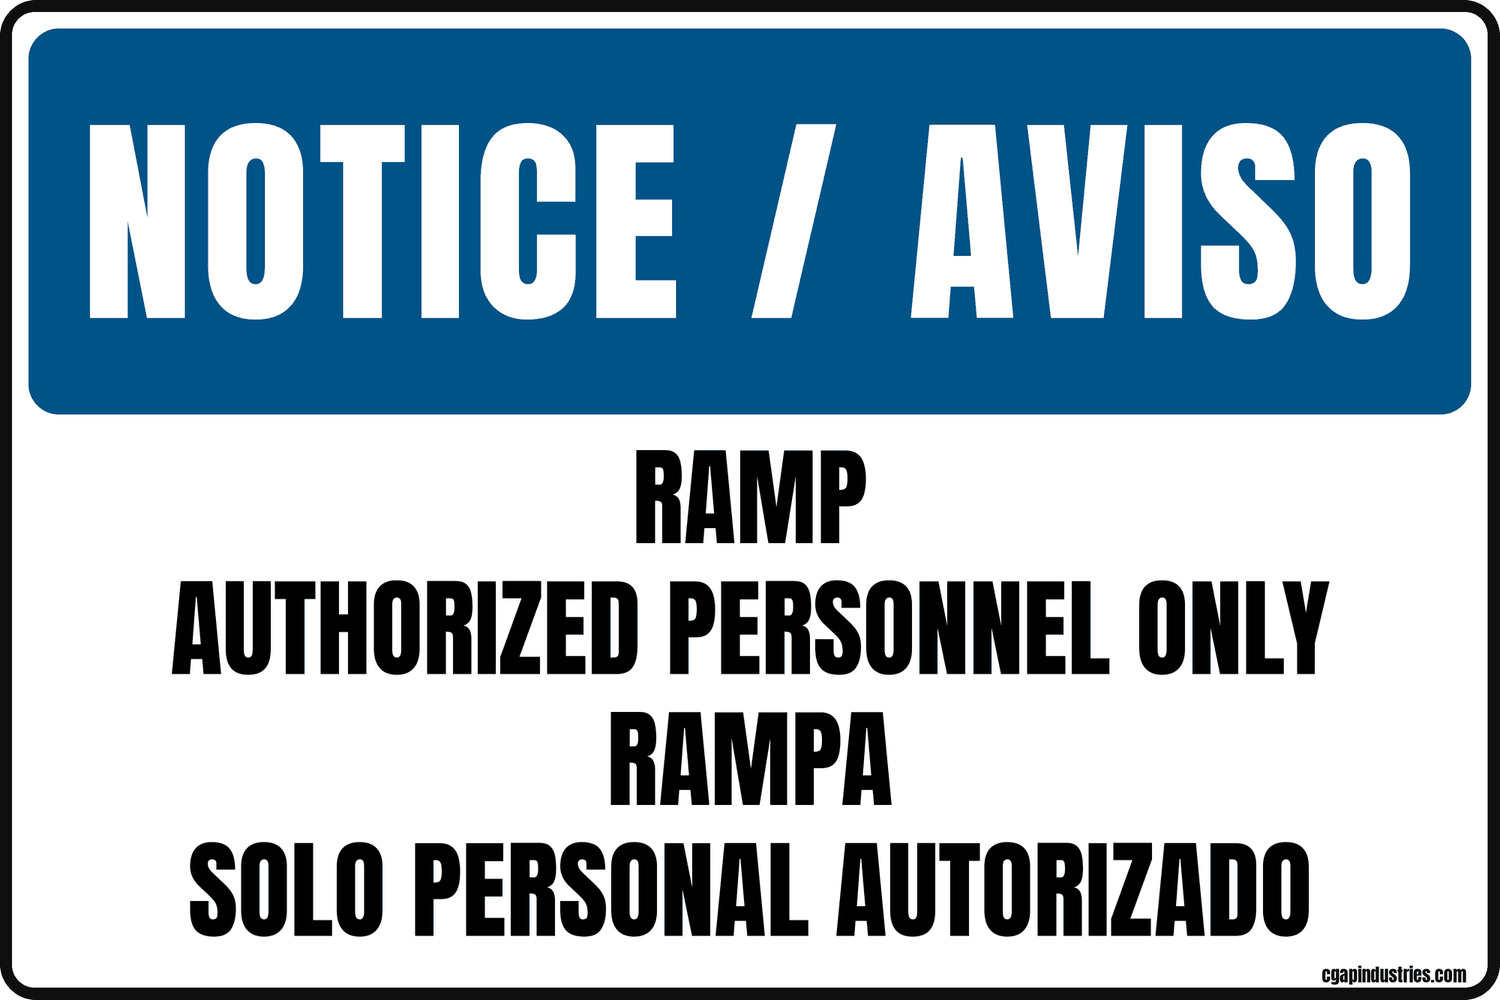 NOTICE / AVISO
RAMP
AUTHORIZED PERSONNEL ONLY
RAMPA
SOLO PERSONAL AUTORIZADO
cgapindustries.com